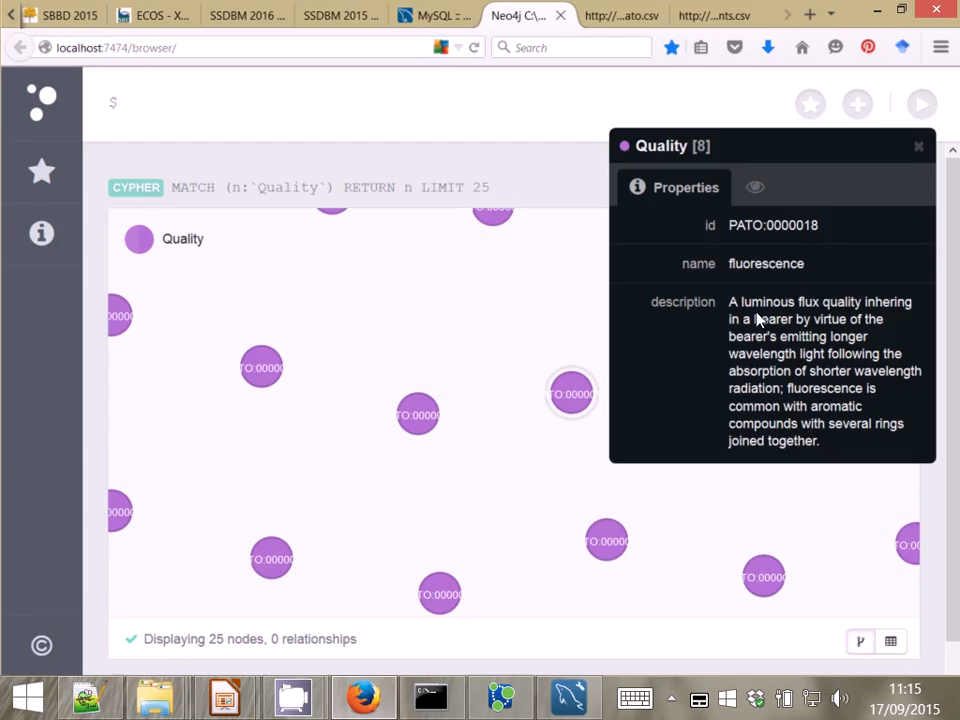 SBBD 2015
ECOS - X...
SSDBM 2016 ...
SSDBM 2015 ...
MySQL :: ...
Neo4j C:\...
http://...ato.csv
http://...nts.csv
localhost:7474/browser/
Search
$
CYPHER MATCH (n:`Quality`) RETURN n LIMIT 25
Quality
Quality [8]
Properties
id PATO:0000018
name fluorescence
description A luminous flux quality inhering
in a bearer by virtue of the
bearer's emitting longer
wavelength light following the
absorption of shorter wavelength
radiation; fluorescence is
common with aromatic
compounds with several rings
joined together.
Displaying 25 nodes, 0 relationships
11:15
17/09/2015